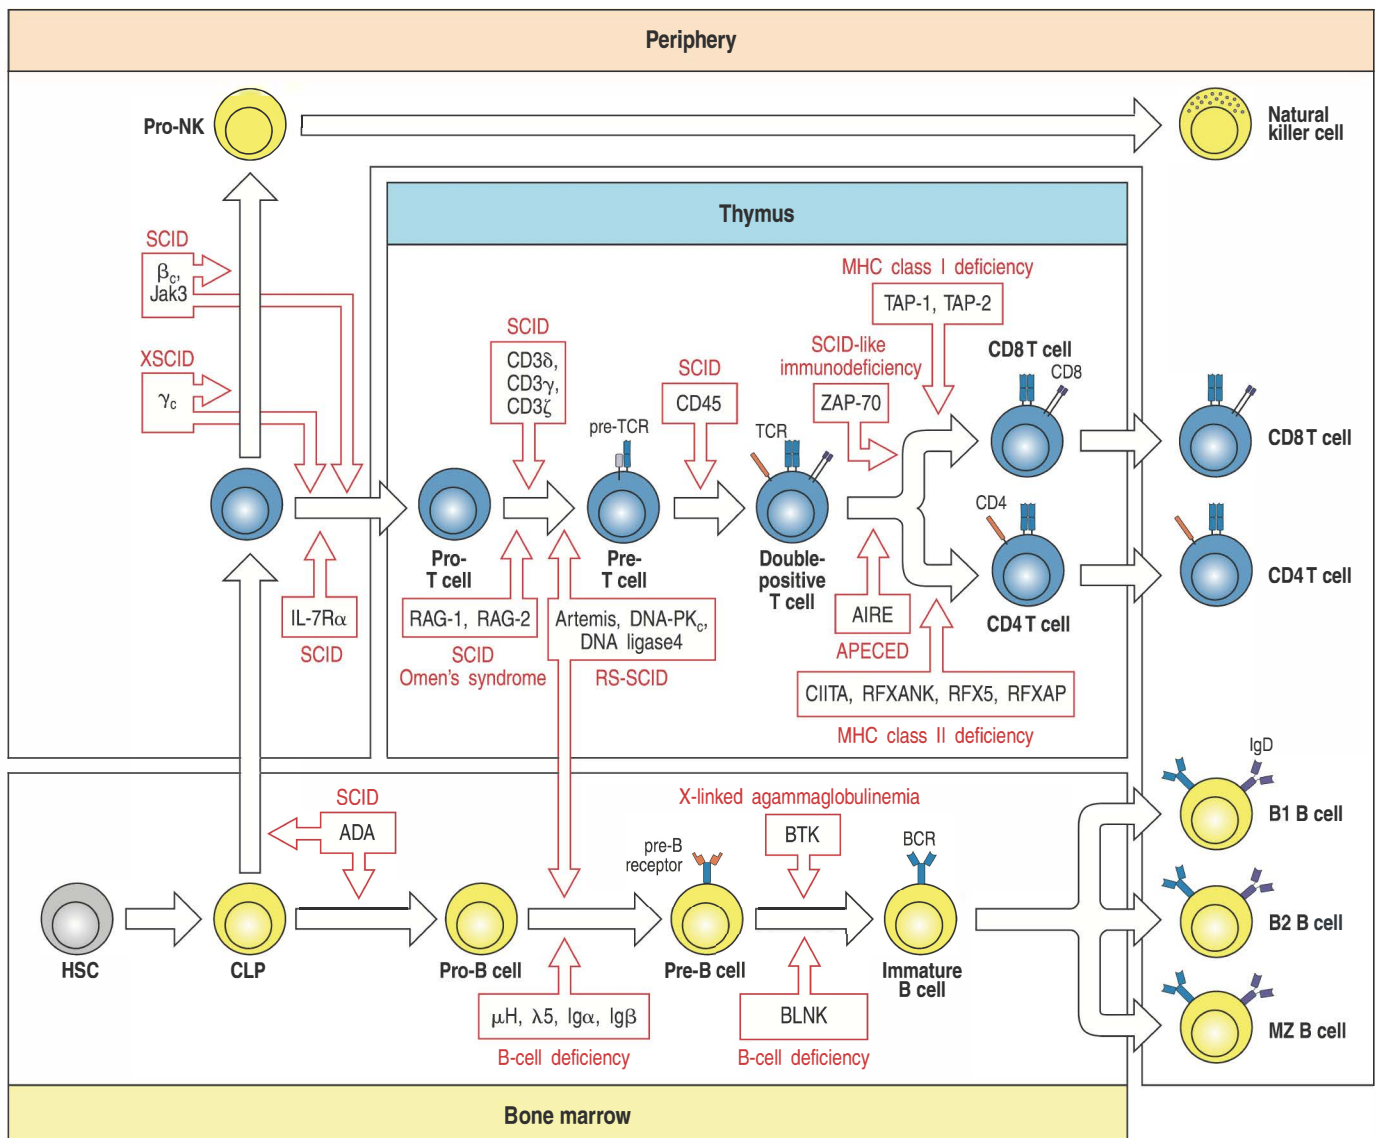 Periphery
Pro-NK
Natural
killer cell
Thymus
SCID
βc,
Jak3
MHC class I deficiency
TAP-1, TAP-2
SCID
CD3δ,
CD3γ,
CD3ζ
SCID-like
immunodeficiency
CD8 T cell
XSCID
γc
SCID
CD45
ZAP-70
CD8
pre-TCR
TCR
CD8 T cell
CD4
Pro-
T cell
Pre-
T cell
Double-
positive
T cell
CD4 T cell
CD4 T cell
IL-7Rα
SCID
RAG-1, RAG-2
SCID
Omen's syndrome
Artemis, DNA-PKc,
DNA ligase4
RS-SCID
AIRE
APECED
CIITA, RFXANK, RFX5, RFXAP
MHC class II deficiency
IgD
SCID
ADA
X-linked agammaglobulinemia
BTK
B1 B cell
pre-B
receptor
BCR
HSC
CLP
Pro-B cell
Pre-B cell
Immature
B cell
B2 B cell
μH, λ5, Igα, Igβ
B-cell deficiency
BLNK
B-cell deficiency
MZ B cell
Bone marrow